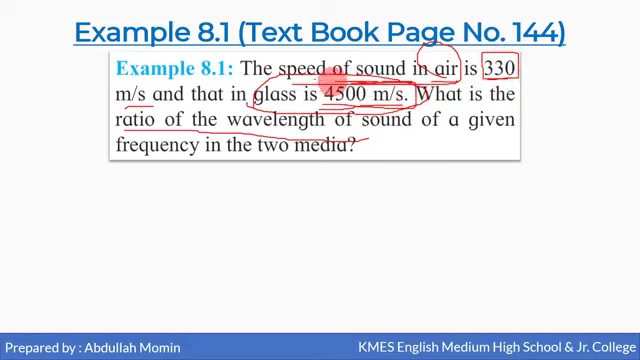 Example 8.1 (Text Book Page No. 144)
Example 8.1: The speed of sound in air is 330
m/s and that in glass is 4500 m/s. What is the
ratio of the wavelength of sound of a given
frequency in the two media?
Prepared by : Abdullah Momin
KMES English Medium High School & Jr. College